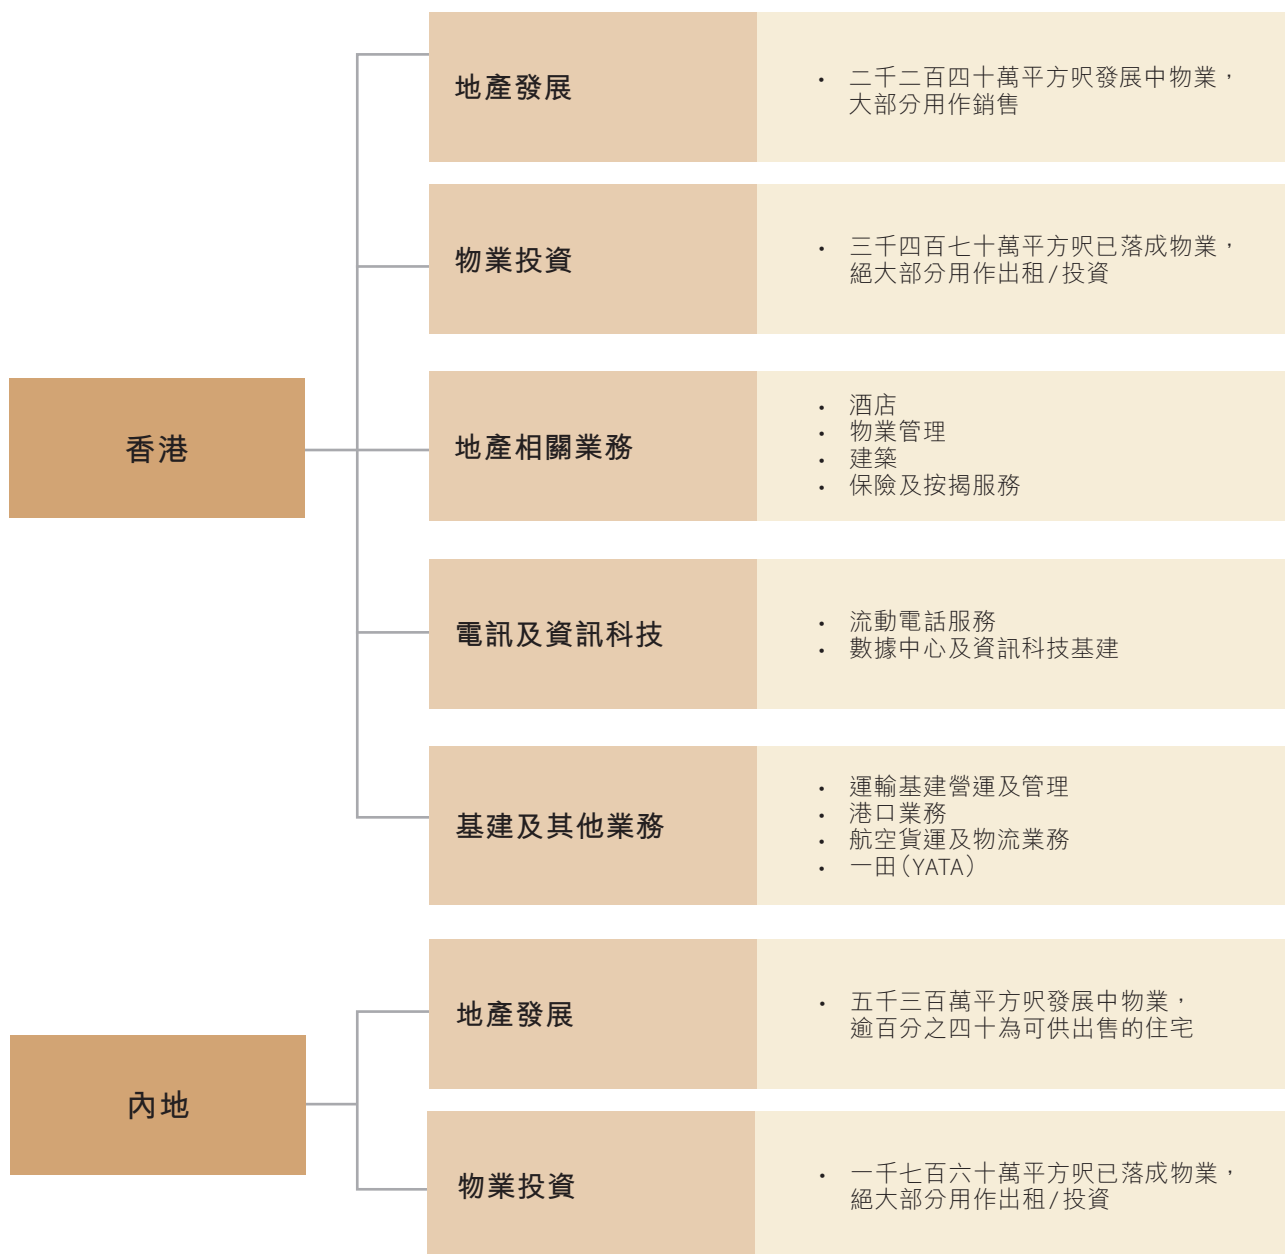 香港
地產發展
• 二千二百四十萬平方呎發展中物業，
大部分用作銷售
物業投資
• 三千四百七十萬平方呎已落成物業，
絕大部分用作出租/投資
地產相關業務
• 酒店
• 物業管理
• 建築
• 保險及按揭服務
電訊及資訊科技
• 流動電話服務
• 數據中心及資訊科技基建
基建及其他業務
• 運輸基建營運及管理
• 港口業務
• 航空貨運及物流業務
• 一田(YATA)
內地
地產發展
• 五千三百萬平方呎發展中物業，
逾百分之四十為可供出售的住宅
物業投資
• 一千七百六十萬平方呎已落成物業，
絕大部分用作出租/投資